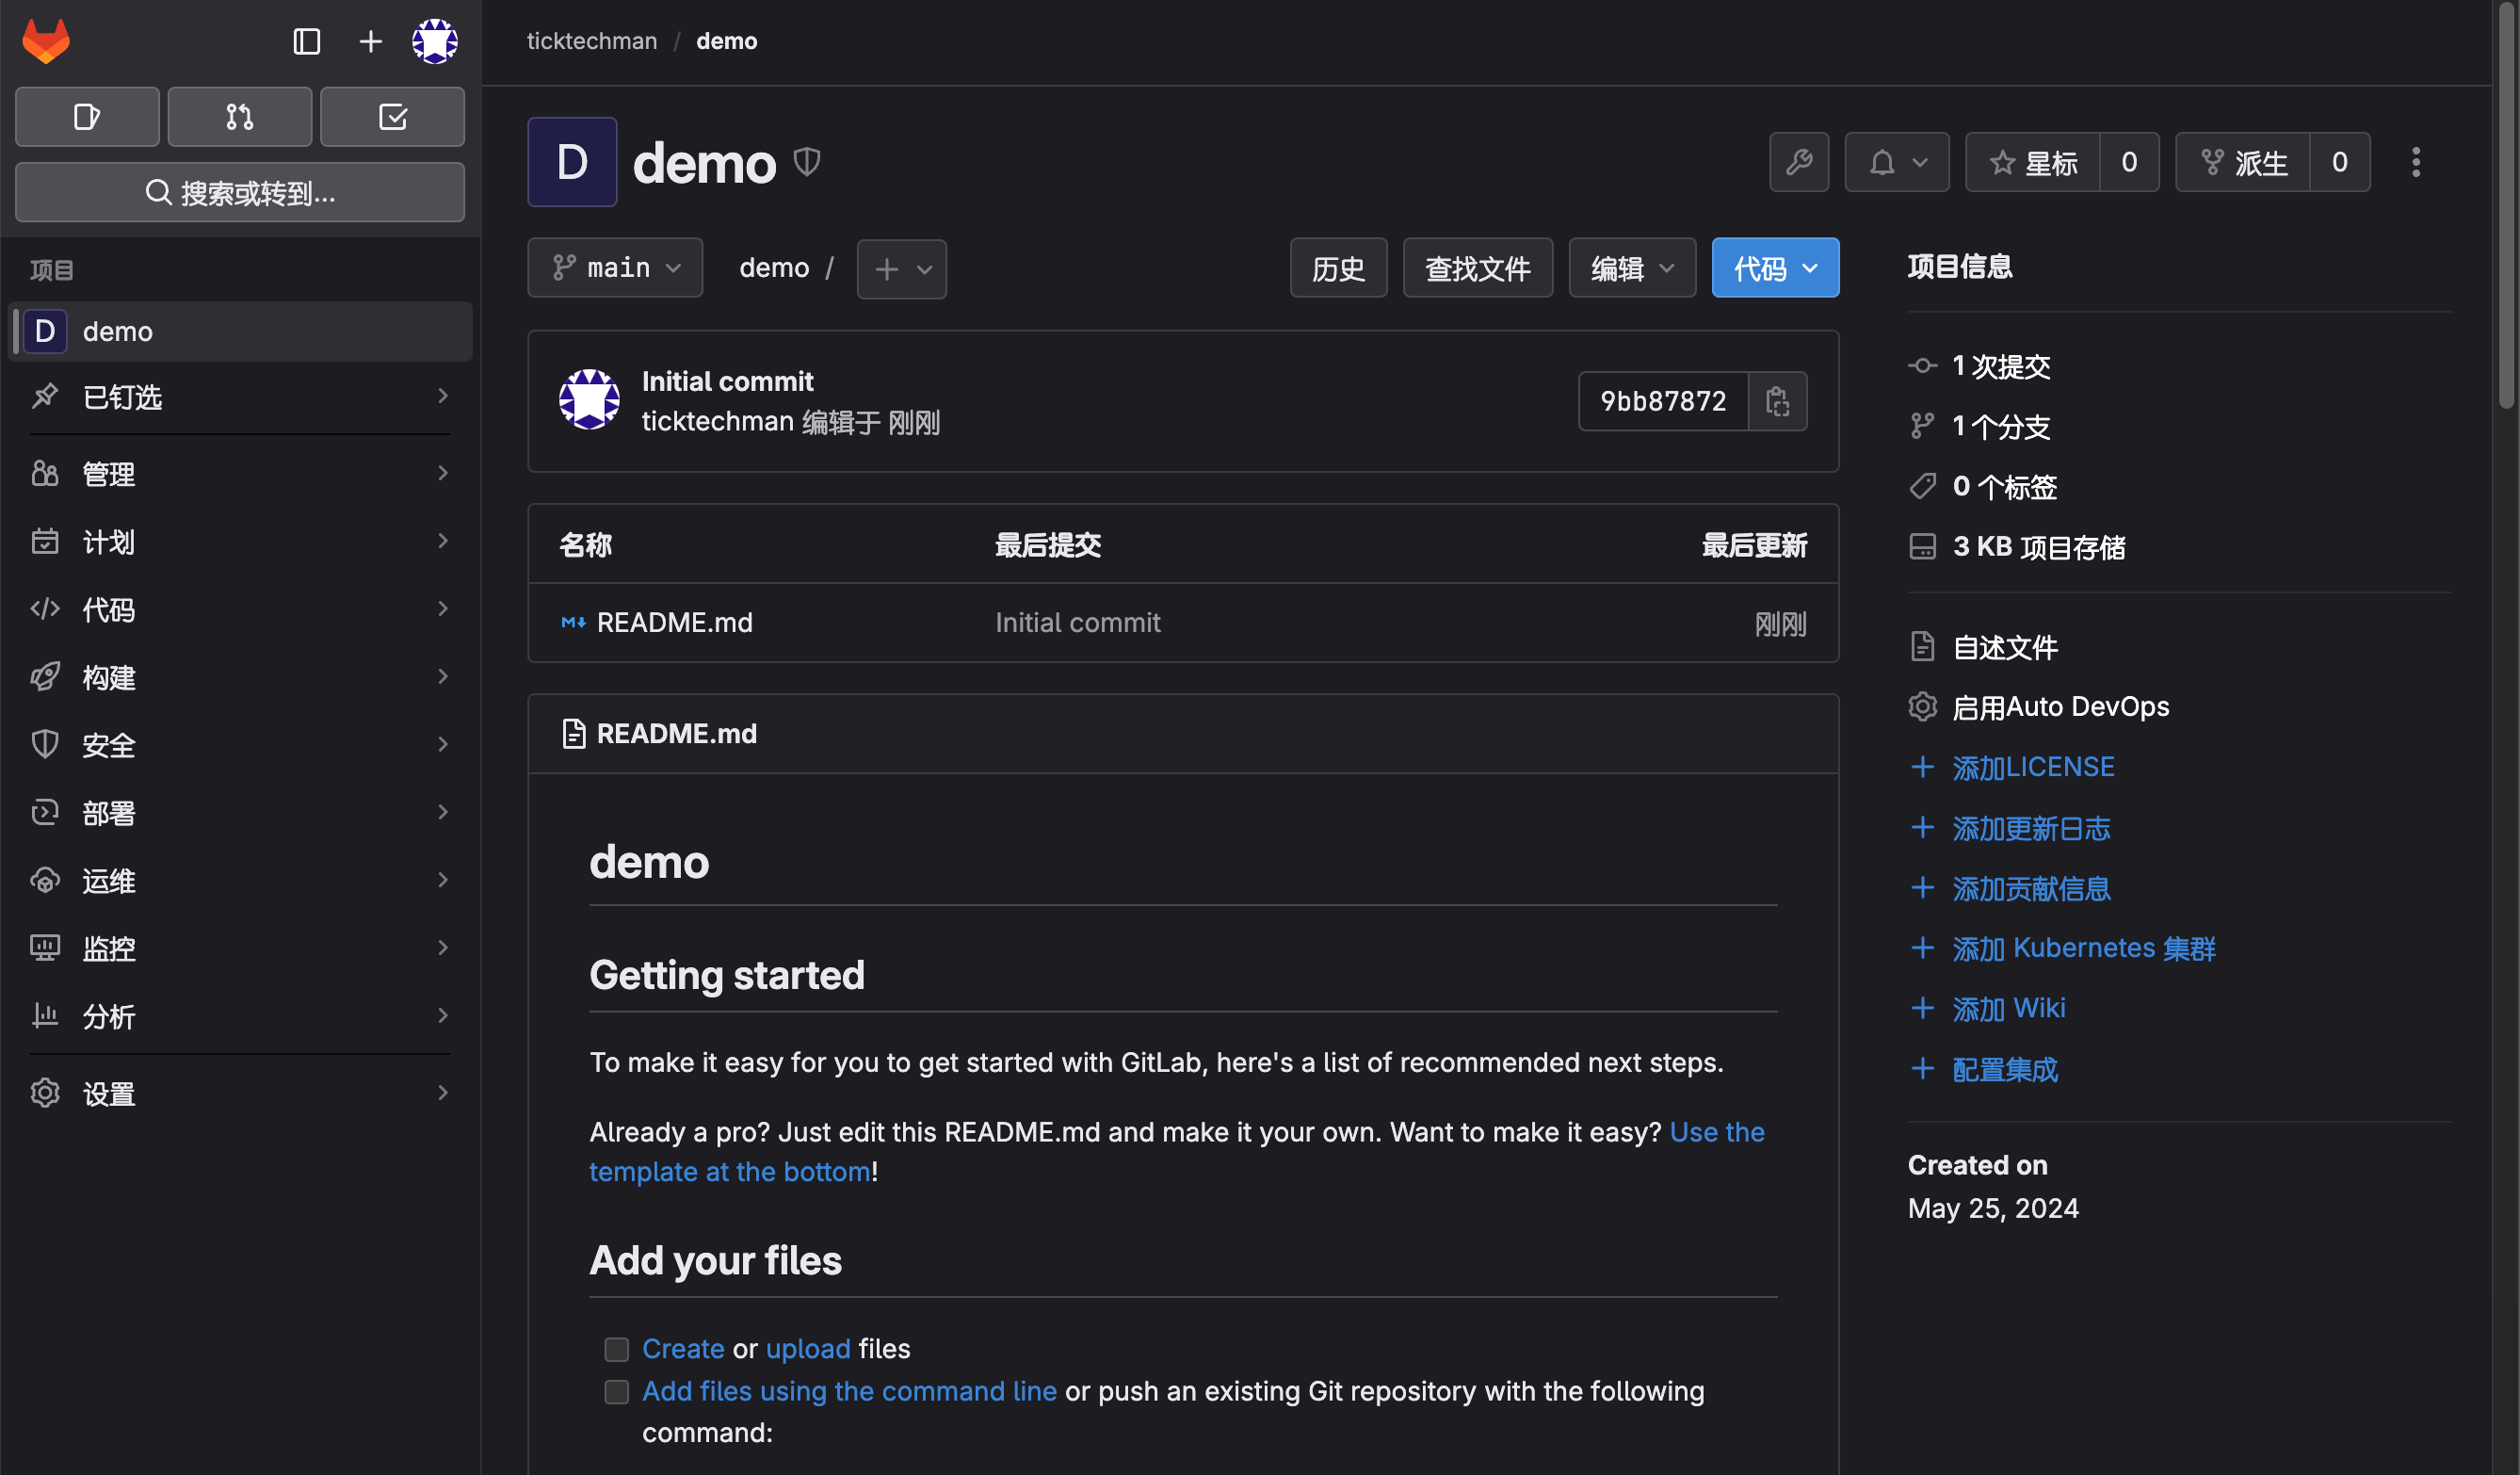 ticktechman / demo
搜索或转到...
项目
D demo
已钉选
管理
计划
代码
构建
安全
部署
运维
监控
分析
设置
D demo
星标 0
派生 0
main
demo /
历史
查找文件
编辑
代码
Initial commit
ticktechman 编辑于 刚刚
9bb87872
名称 最后提交 最后更新
README.md Initial commit 刚刚
README.md
demo
Getting started
To make it easy for you to get started with GitLab, here's a list of recommended next steps.
Already a pro? Just edit this README.md and make it your own. Want to make it easy? Use the
template at the bottom!
Add your files
Create or upload files
Add files using the command line or push an existing Git repository with the following
command:
项目信息
1 次提交
1 个分支
0 个标签
3 KB 项目存储
自述文件
启用Auto DevOps
添加LICENSE
添加更新日志
添加贡献信息
添加 Kubernetes 集群
添加 Wiki
配置集成
Created on
May 25, 2024